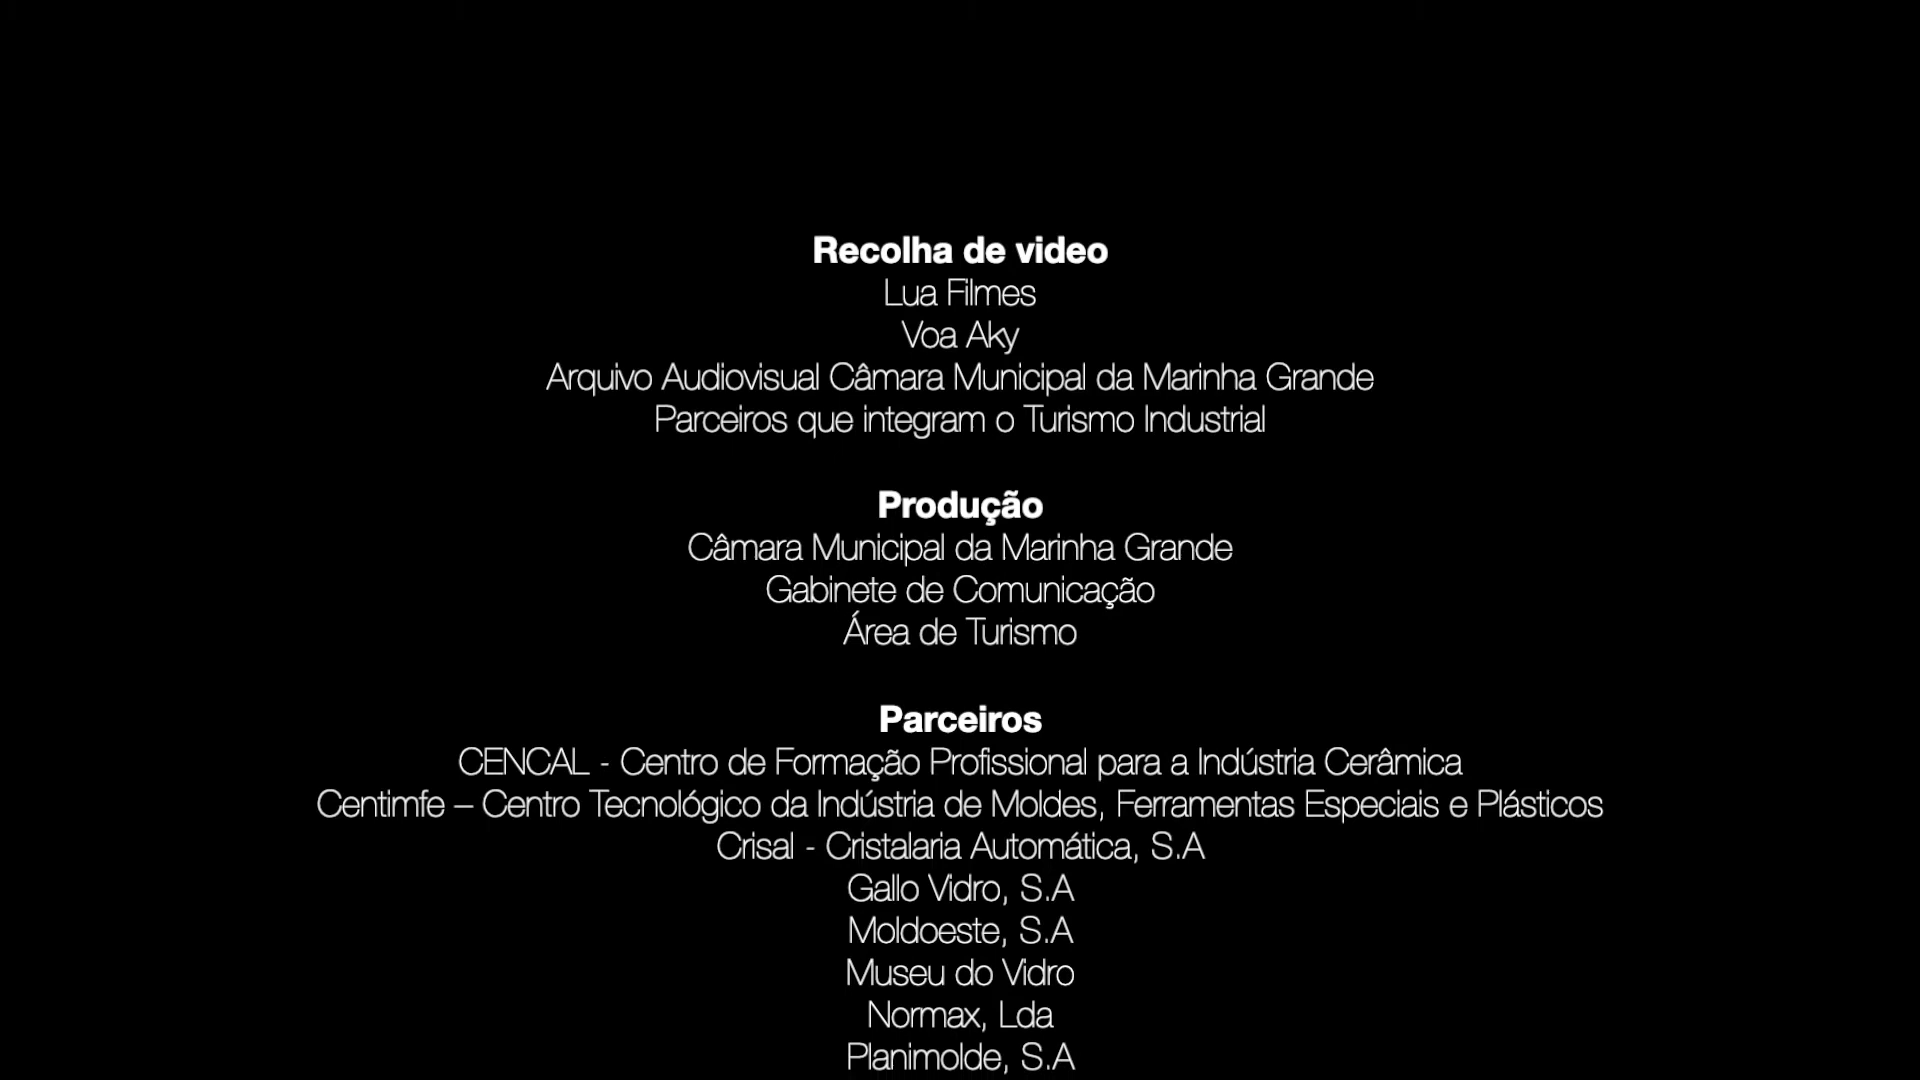 Recolha de video
Lua Filmes
Voa Aky
Arquivo Audiovisual Câmara Municipal da Marinha Grande
Parceiros que integram o Turismo Industrial
Produção
Câmara Municipal da Marinha Grande
Gabinete de Comunicação
Área de Turismo
Parceiros
CENCAL - Centro de Formação Profissional para a Indústria Cerâmica
Centimfe – Centro Tecnológico da Indústria de Moldes, Ferramentas Especiais e Plásticos
Crisal - Cristalaria Automática, S.A
Gallo Vidro, S.A
Moldoeste, S.A
Museu do Vidro
Normax, Lda
Planimolde, S.A